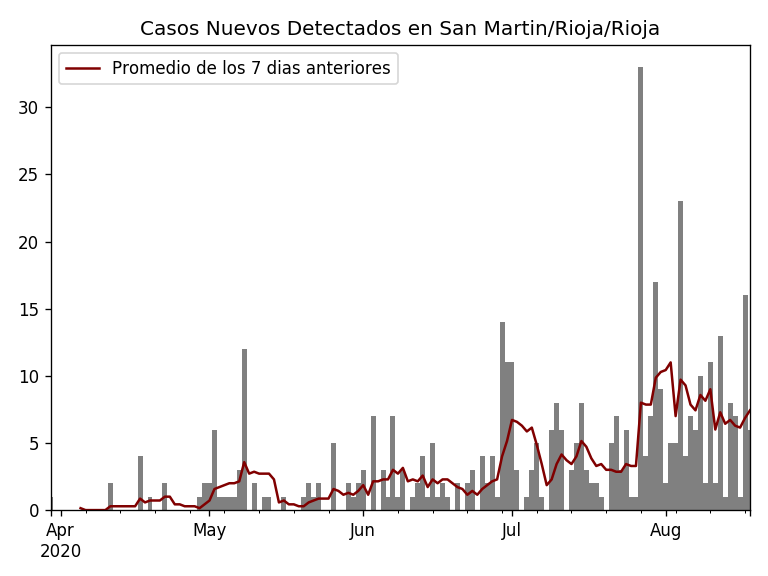 Casos Nuevos Detectados en San Martin/Rioja/Rioja
Promedio de los 7 dias anteriores
30
25
20
15
10
5
0
Apr
2020
May
Jun
Jul
Aug